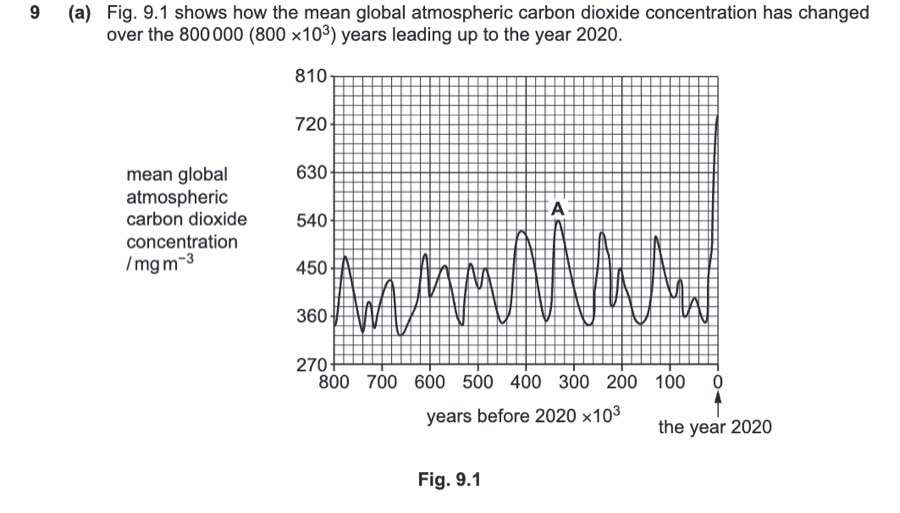 9 (a) Fig. 9.1 shows how the mean global atmospheric carbon dioxide concentration has changed
over the 800 000 (800 ×10³) years leading up to the year 2020.
810
720
630
540
450
360
270
mean global
atmospheric
carbon dioxide
concentration
/ mg m⁻³
A
800 700 600 500 400 300 200 100 0
years before 2020 ×10³
the year 2020
Fig. 9.1